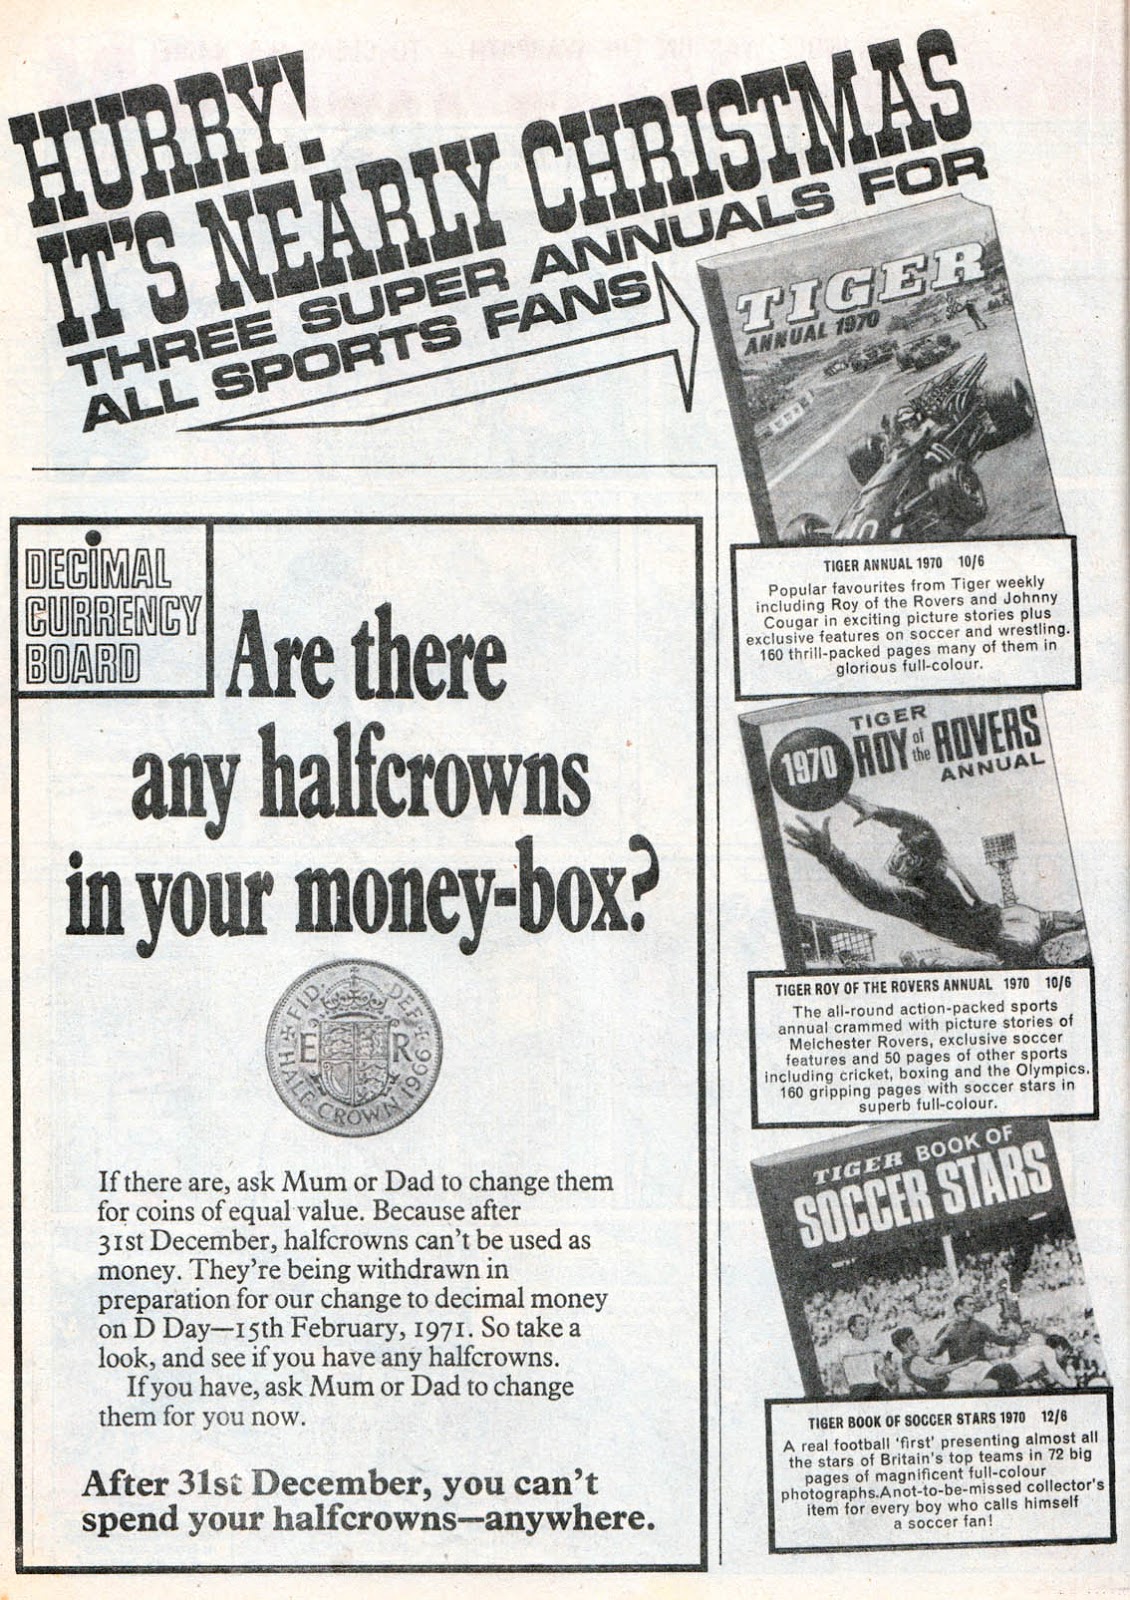 HURRY!
IT'S NEARLY CHRISTMAS
THREE SUPER ANNUALS FOR
ALL SPORTS FANS
TIGER
ANNUAL 1970
TIGER ANNUAL 1970 10/6
Popular favourites from Tiger weekly
including Roy of the Rovers and Johnny
Cougar in exciting picture stories plus
exclusive features on soccer and wrestling.
160 thrill-packed pages many of them in
glorious full-colour.
1970
TIGER
ROY of the ROVERS
ANNUAL
TIGER ROY OF THE ROVERS ANNUAL 1970 10/6
The all-round action-packed sports
annual crammed with picture stories of
Melchester Rovers, exclusive soccer
features and 50 pages of other sports
including cricket, boxing and the Olympics.
160 gripping pages with soccer stars in
superb full-colour.
TIGER BOOK OF
SOCCER STARS
TIGER BOOK OF SOCCER STARS 1970 12/6
A real football 'first' presenting almost all
the stars of Britain's top teams in 72 big
pages of magnificent full-colour
photographs.Anot-to-be-missed collector's
item for every boy who calls himself
a soccer fan!
DECiMAL
CURRENCY
BOARD
Are there
any halfcrowns
in your money-box?
FID· DEF
E R
HALF CROWN 1966
If there are, ask Mum or Dad to change them
for coins of equal value. Because after
31st December, halfcrowns can't be used as
money. They're being withdrawn in
preparation for our change to decimal money
on D Day—15th February, 1971. So take a
look, and see if you have any halfcrowns.
If you have, ask Mum or Dad to change
them for you now.
After 31st December, you can't
spend your halfcrowns—anywhere.